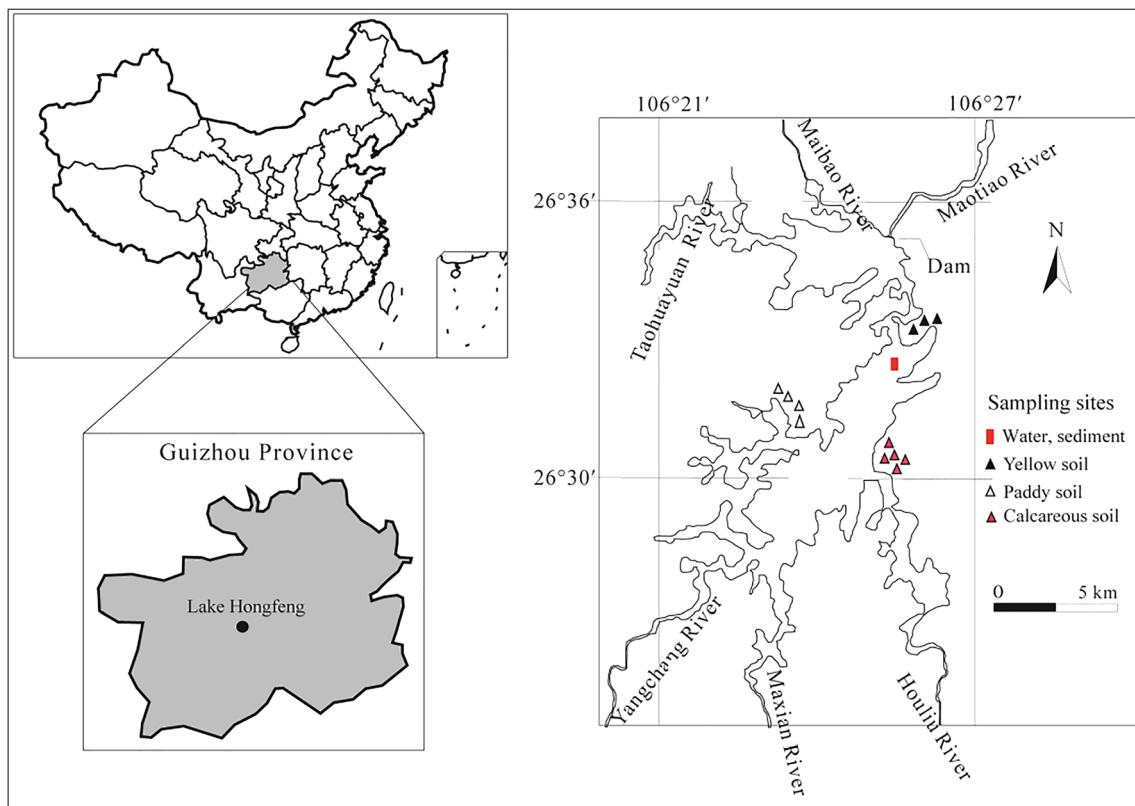 Guizhou Province
Lake Hongfeng
106°21′
106°27′
26°36′
26°30′
Maibao River
Maotiao River
Taohuayuan River
Dam
N
Sampling sites
Water, sediment
Yellow soil
Paddy soil
Calcareous soil
0 5 km
Yangchang River
Maxian River
Houliu River